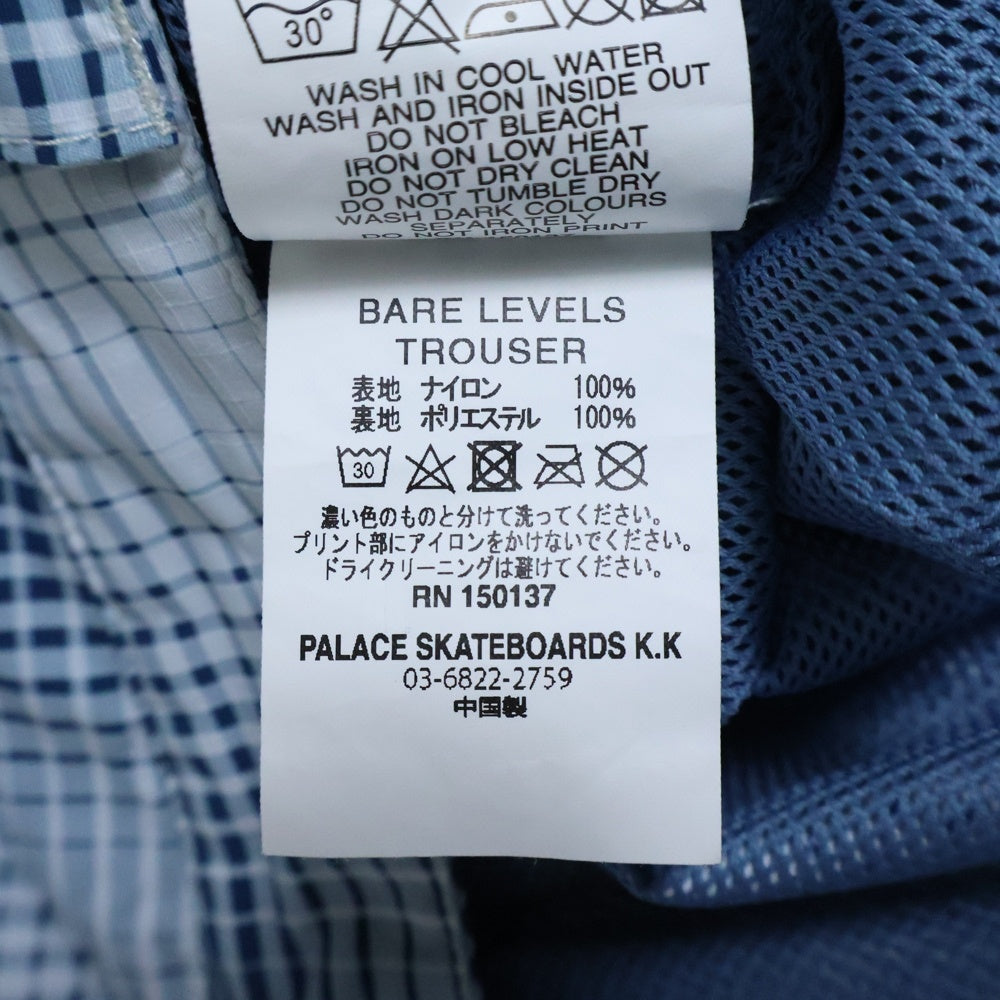 30°
WASH IN COOL WATER
WASH AND IRON INSIDE OUT
DO NOT BLEACH
IRON ON LOW HEAT
DO NOT DRY CLEAN
DO NOT TUMBLE DRY
WASH DARK COLOURS
SEPARATELY
DO NOT IRON PRINT
BARE LEVELS
TROUSER
表地 ナイロン 100%
裏地 ポリエステル 100%
30
濃い色のものと分けて洗ってください。
プリント部にアイロンをかけないでください。
ドライクリーニングは避けてください。
RN 150137
PALACE SKATEBOARDS K.K
03-6822-2759
中国製